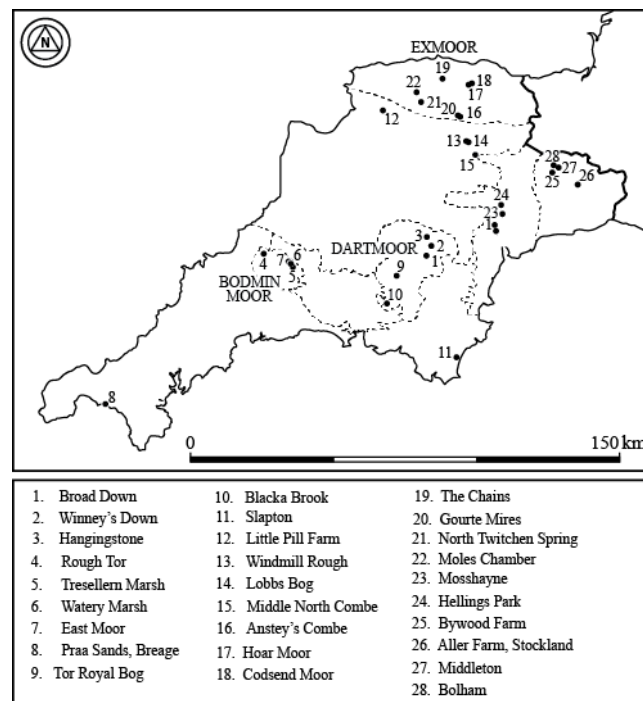 N
EXMOOR
19
18
22
17
21
20
16
12
13
14
15
28
27
25
26
24
23
1
3
DARTMOOR
2
1
4
7
6
5
9
BODMIN
MOOR
10
11
8
0
150 km
1. Broad Down
2. Winney's Down
3. Hangingstone
4. Rough Tor
5. Tresellern Marsh
6. Watery Marsh
7. East Moor
8. Praa Sands, Breage
9. Tor Royal Bog
10. Blacka Brook
11. Slapton
12. Little Pill Farm
13. Windmill Rough
14. Lobbs Bog
15. Middle North Combe
16. Anstey's Combe
17. Hoar Moor
18. Codsend Moor
19. The Chains
20. Gourte Mires
21. North Twitchen Spring
22. Moles Chamber
23. Mosshayne
24. Hellings Park
25. Bywood Farm
26. Aller Farm, Stockland
27. Middleton
28. Bolham